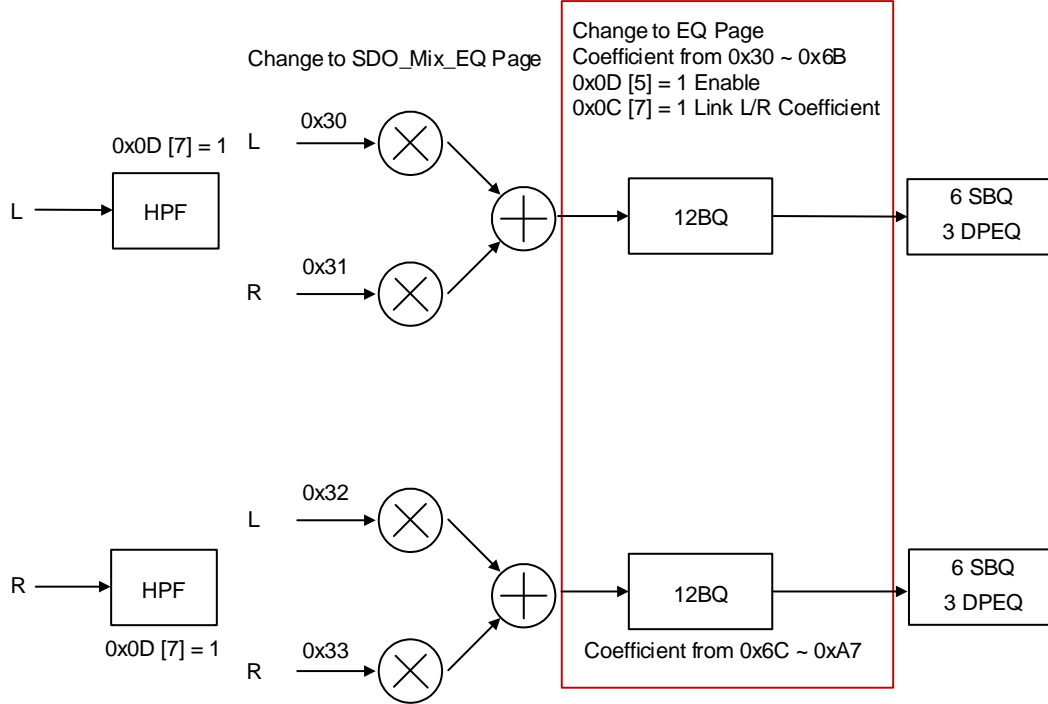 Change to SDO_Mix_EQ Page
Change to EQ Page
Coefficient from 0x30 ~ 0x6B
0x0D [5] = 1 Enable
0x0C [7] = 1 Link L/R Coefficient
0x0D [7] = 1
L
0x30
L
HPF
12BQ
6 SBQ
3 DPEQ
R
0x31
L
0x32
R
HPF
12BQ
6 SBQ
3 DPEQ
0x0D [7] = 1
R
0x33
Coefficient from 0x6C ~ 0xA7